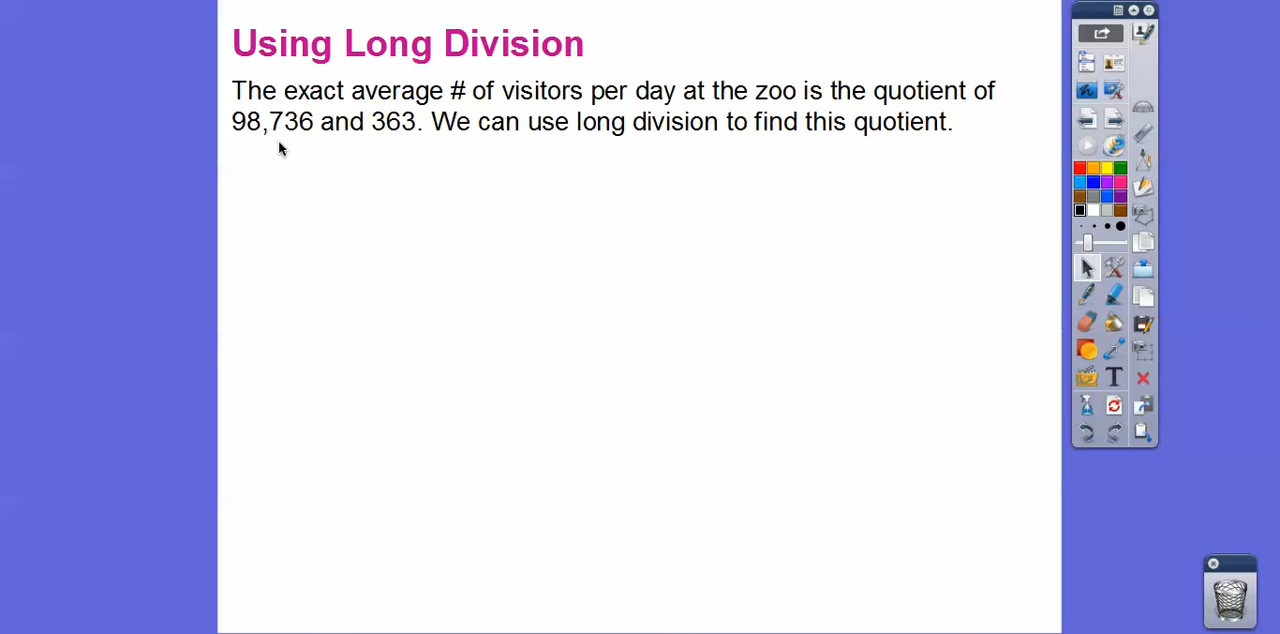 Using Long Division
The exact average # of visitors per day at the zoo is the quotient of
98,736 and 363. We can use long division to find this quotient.